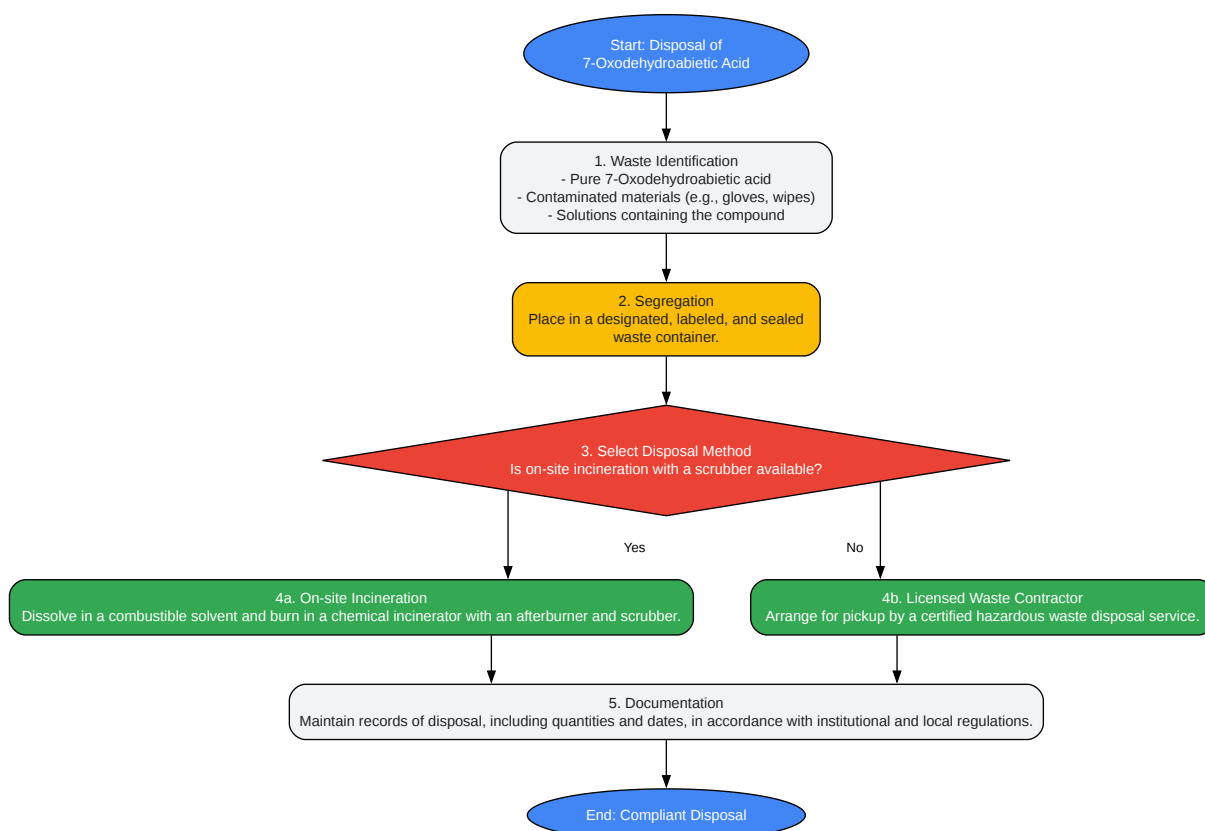 Start: Disposal of
7-Oxodehydroabietic Acid
1. Waste Identification
- Pure 7-Oxodehydroabietic acid
- Contaminated materials (e.g., gloves, wipes)
- Solutions containing the compound
2. Segregation
Place in a designated, labeled, and sealed
waste container.
3. Select Disposal Method
Is on-site incineration with a scrubber available?
Yes
No
4a. On-site Incineration
Dissolve in a combustible solvent and burn in a chemical incinerator with an afterburner and scrubber.
4b. Licensed Waste Contractor
Arrange for pickup by a certified hazardous waste disposal service.
5. Documentation
Maintain records of disposal, including quantities and dates, in accordance with institutional and local regulations.
End: Compliant Disposal